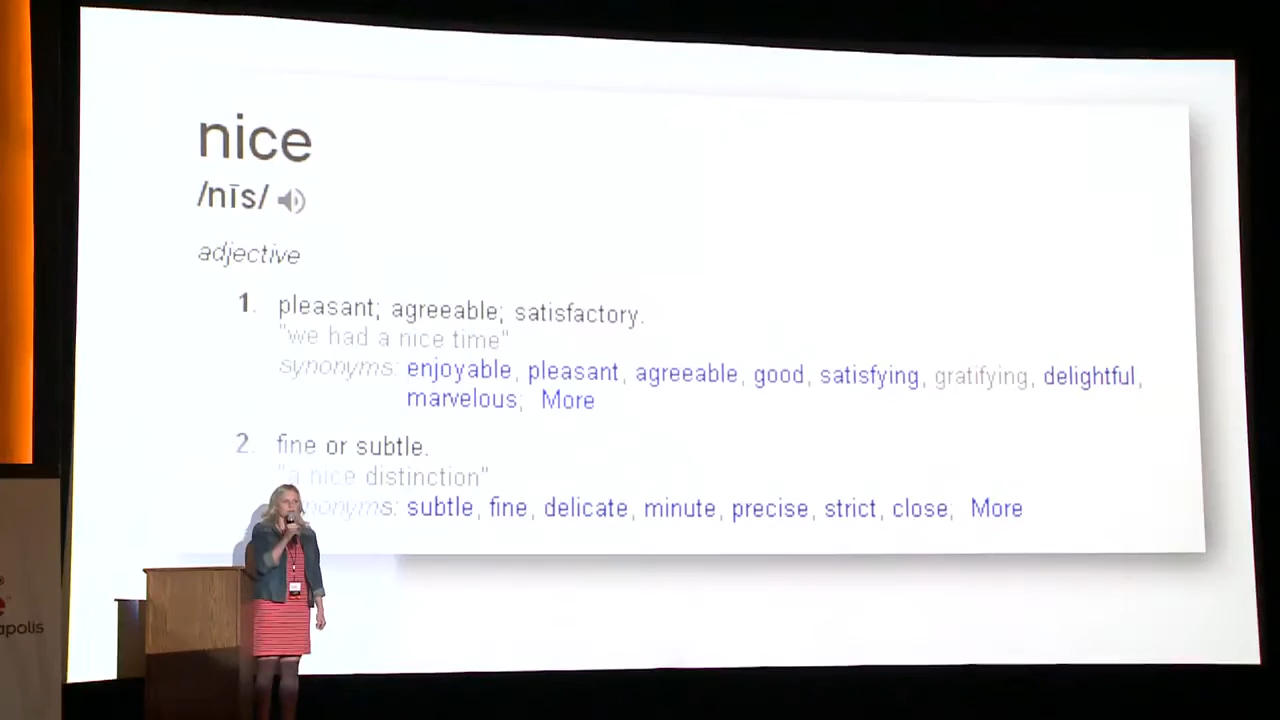 nice
/nīs/
adjective
1. pleasant; agreeable; satisfactory.
"we had a nice time"
synonyms: enjoyable, pleasant, agreeable, good, satisfying, gratifying, delightful,
marvelous; More
2. fine or subtle.
"a nice distinction"
synonyms: subtle, fine, delicate, minute, precise, strict, close, More